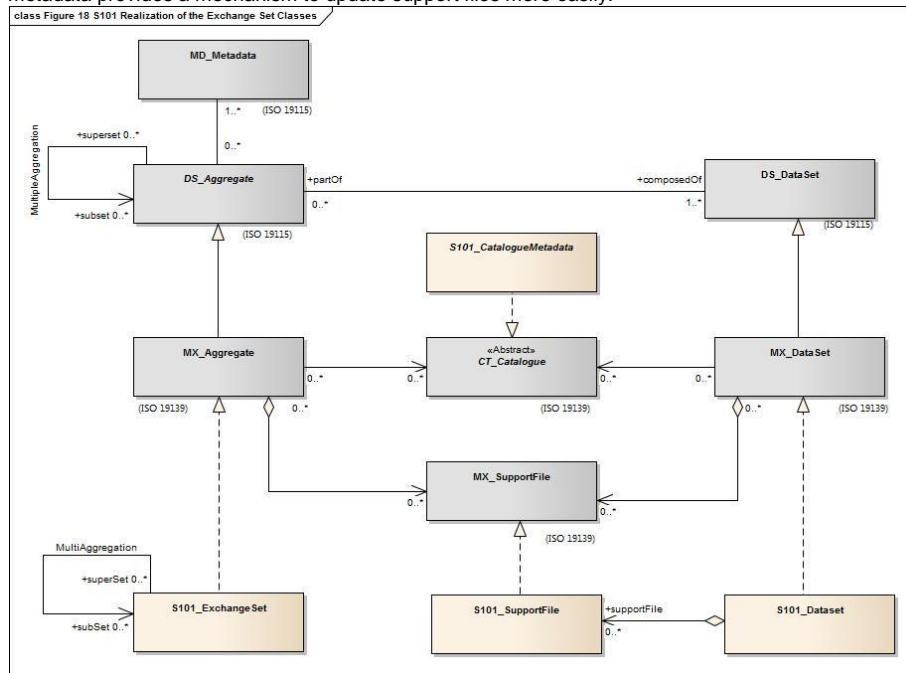 metadata provides a mechanism to update support files more easily.
class Figure 18 S101 Realization of the Exchange Set Classes
MD_Metadata
(ISO 19115)
1..*
0..*
MultipleAggregation
+superset 0..*
+subset 0..*
DS_Aggregate
(ISO 19115)
+partOf
0..*
+composedOf
1..*
DS_DataSet
(ISO 19115)
S101_CatalogueMetadata
MX_Aggregate
(ISO 19139)
0..*
0..*
0..*
«Abstract»
CT_Catalogue
(ISO 19139)
0..*
0..*
MX_DataSet
(ISO 19139)
0..*
MX_SupportFile
(ISO 19139)
0..*
0..*
MultiAggregation
+superSet 0..*
+subSet 0..*
S101_ExchangeSet
S101_SupportFile
+supportFile
0..*
S101_Dataset